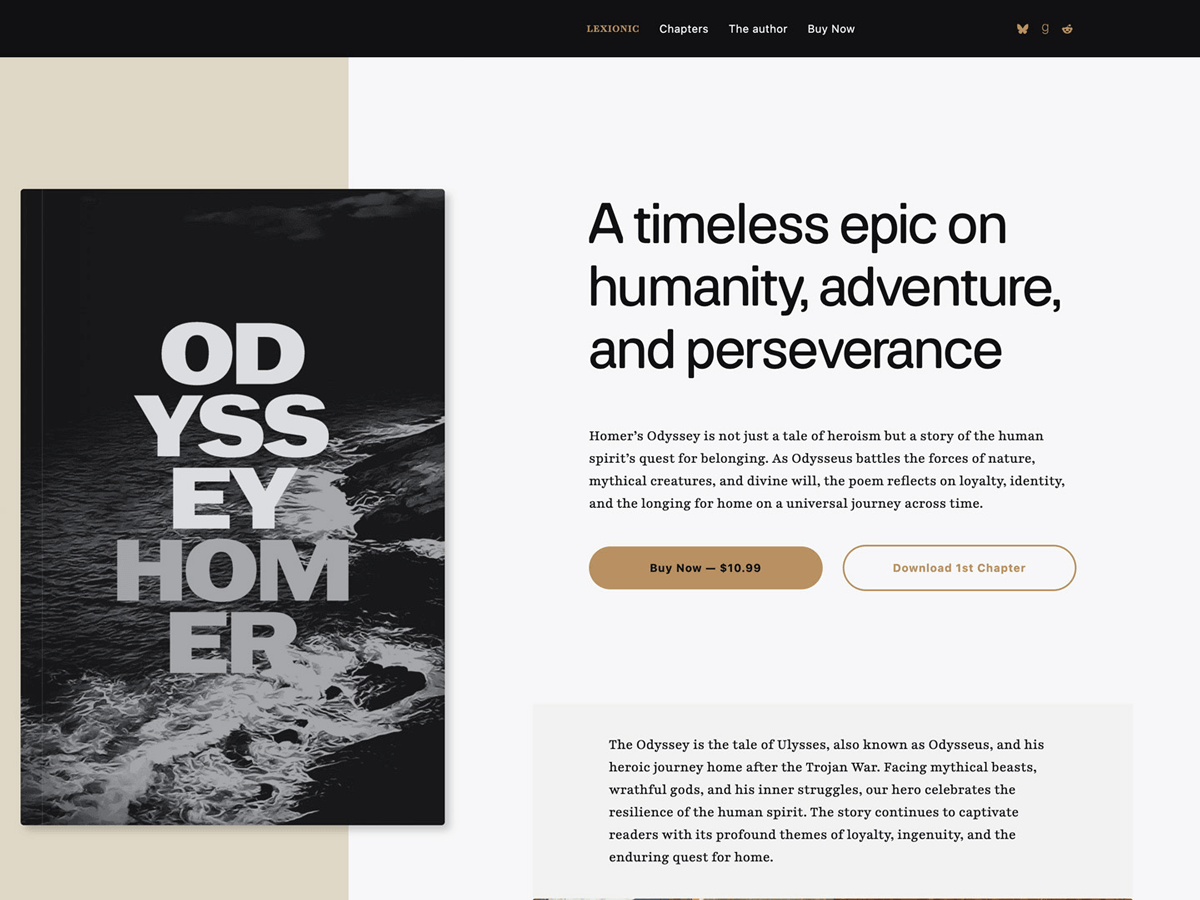 LEXIONIC Chapters The author Buy Now
OD
YSS
EY
HOM
ER
A timeless epic on
humanity, adventure,
and perseverance
Homer’s Odyssey is not just a tale of heroism but a story of the human
spirit’s quest for belonging. As Odysseus battles the forces of nature,
mythical creatures, and divine will, the poem reflects on loyalty, identity,
and the longing for home on a universal journey across time.
Buy Now — $10.99 Download 1st Chapter
The Odyssey is the tale of Ulysses, also known as Odysseus, and his
heroic journey home after the Trojan War. Facing mythical beasts,
wrathful gods, and his inner struggles, our hero celebrates the
resilience of the human spirit. The story continues to captivate
readers with its profound themes of loyalty, ingenuity, and the
enduring quest for home.